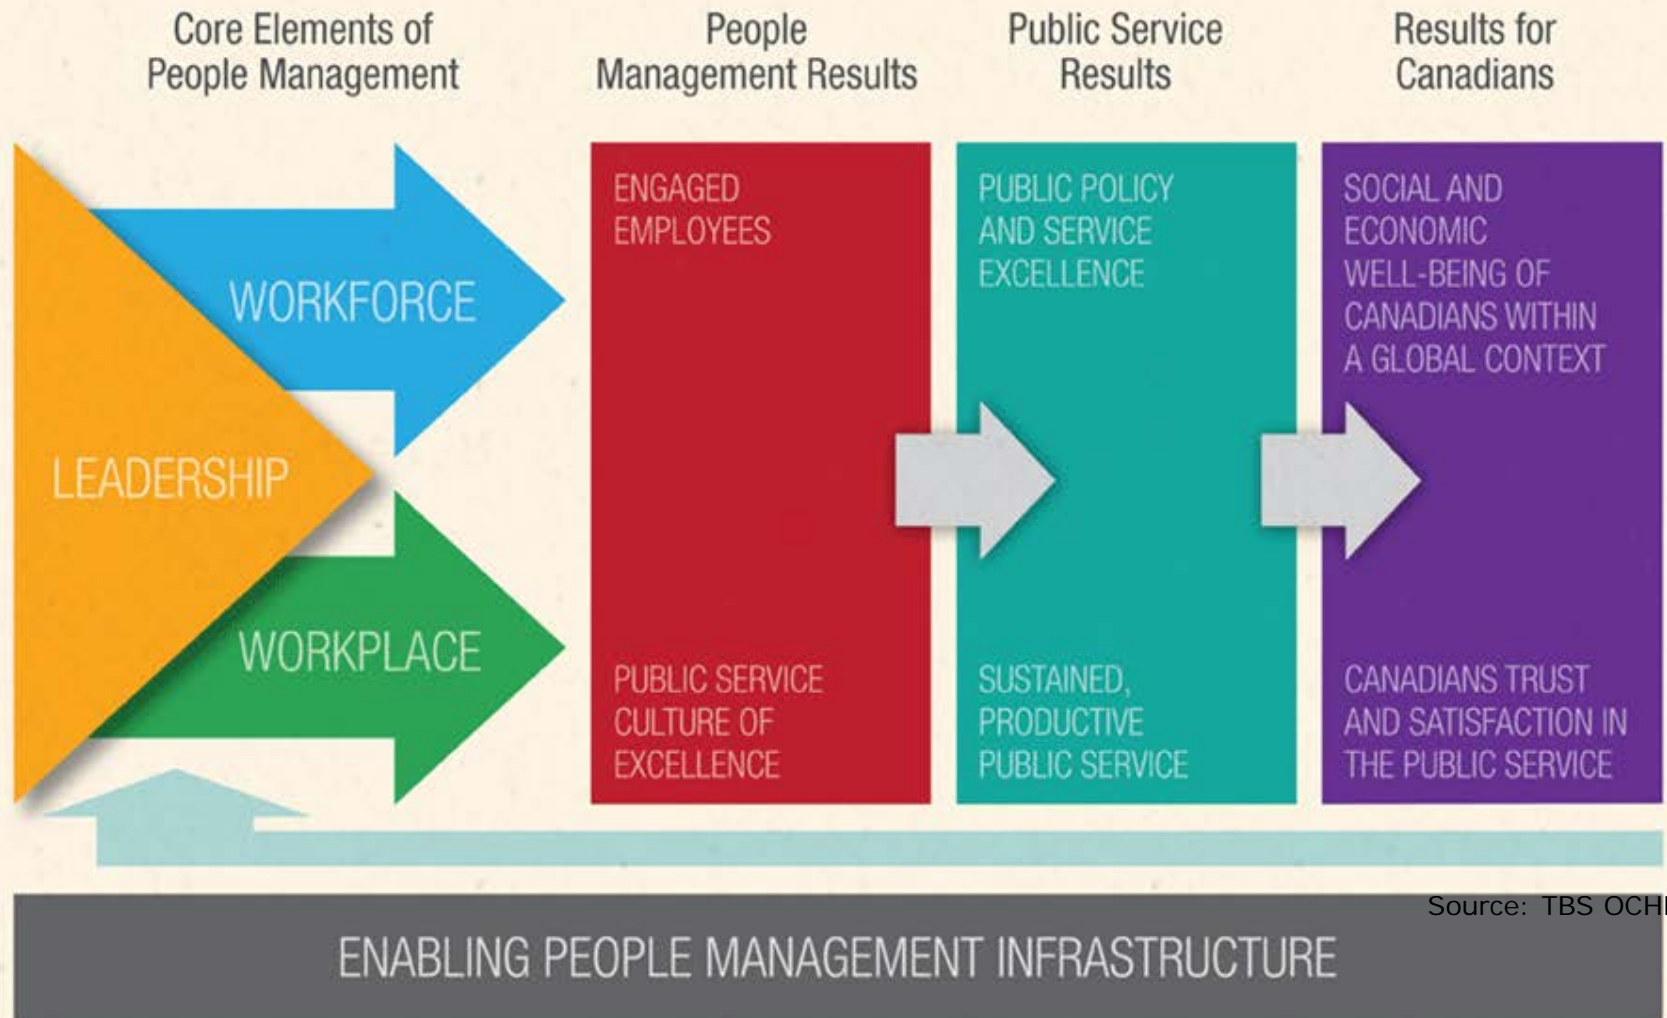 Core Elements of
People Management
People
Management Results
Public Service
Results
Results for
Canadians
LEADERSHIP
WORKFORCE
WORKPLACE
ENGAGED
EMPLOYEES
PUBLIC SERVICE
CULTURE OF
EXCELLENCE
PUBLIC POLICY
AND SERVICE
EXCELLENCE
SUSTAINED,
PRODUCTIVE
PUBLIC SERVICE
SOCIAL AND
ECONOMIC
WELL-BEING OF
CANADIANS WITHIN
A GLOBAL CONTEXT
CANADIANS TRUST
AND SATISFACTION IN
THE PUBLIC SERVICE
Source: TBS
ENABLING PEOPLE MANAGEMENT INFRASTRUCTURE